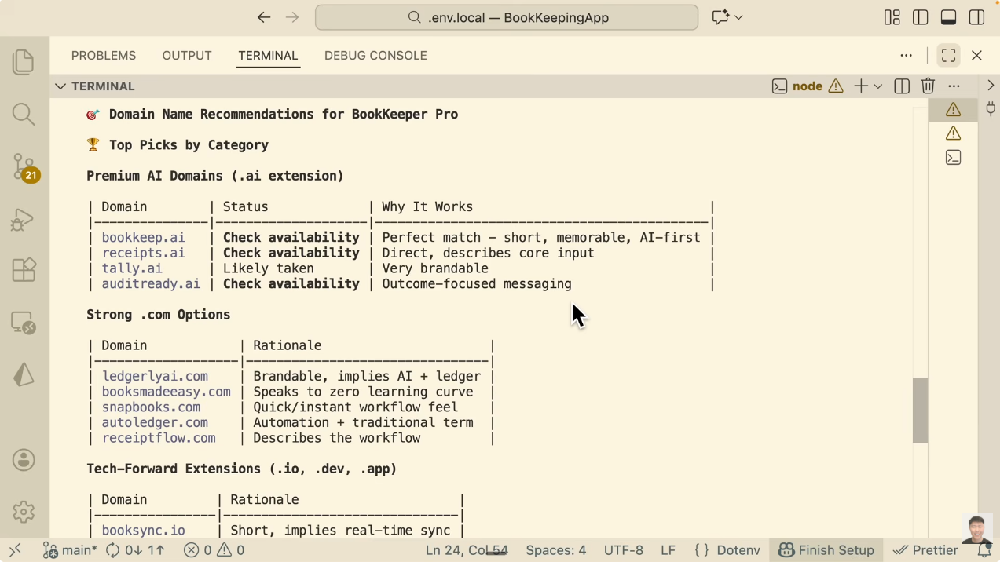 .env.local — BookKeepingApp
PROBLEMS OUTPUT TERMINAL DEBUG CONSOLE
TERMINAL
node
🎯 Domain Name Recommendations for BookKeeper Pro
🏆 Top Picks by Category
Premium AI Domains (.ai extension)
| Domain | Status | Why It Works |
| bookkeep.ai | Check availability | Perfect match – short, memorable, AI-first |
| receipts.ai | Check availability | Direct, describes core input |
| tally.ai | Likely taken | Very brandable |
| auditready.ai | Check availability | Outcome-focused messaging |
Strong .com Options
| Domain | Rationale |
| ledgerlyai.com | Brandable, implies AI + ledger |
| booksmadeeasy.com | Speaks to zero learning curve |
| snapbooks.com | Quick/instant workflow feel |
| autoledger.com | Automation + traditional term |
| receiptflow.com | Describes the workflow |
Tech-Forward Extensions (.io, .dev, .app)
| Domain | Rationale |
| booksync.io | Short, implies real-time sync |
21
main* 0↓ 1↑ 0 0 Ln 24, Col 54 Spaces: 4 UTF-8 LF { } Dotenv Finish Setup Prettier